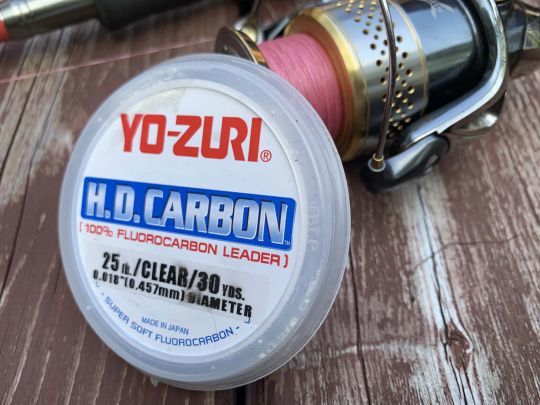 YO-ZURI®
H.D.CARBON™
[100% FLUOROCARBON LEADER]
25 lb./CLEAR/30 YDS.
0.018"(0.457mm) DIAMETER
MADE IN JAPAN
- SUPER SOFT FLUOROCARBON -